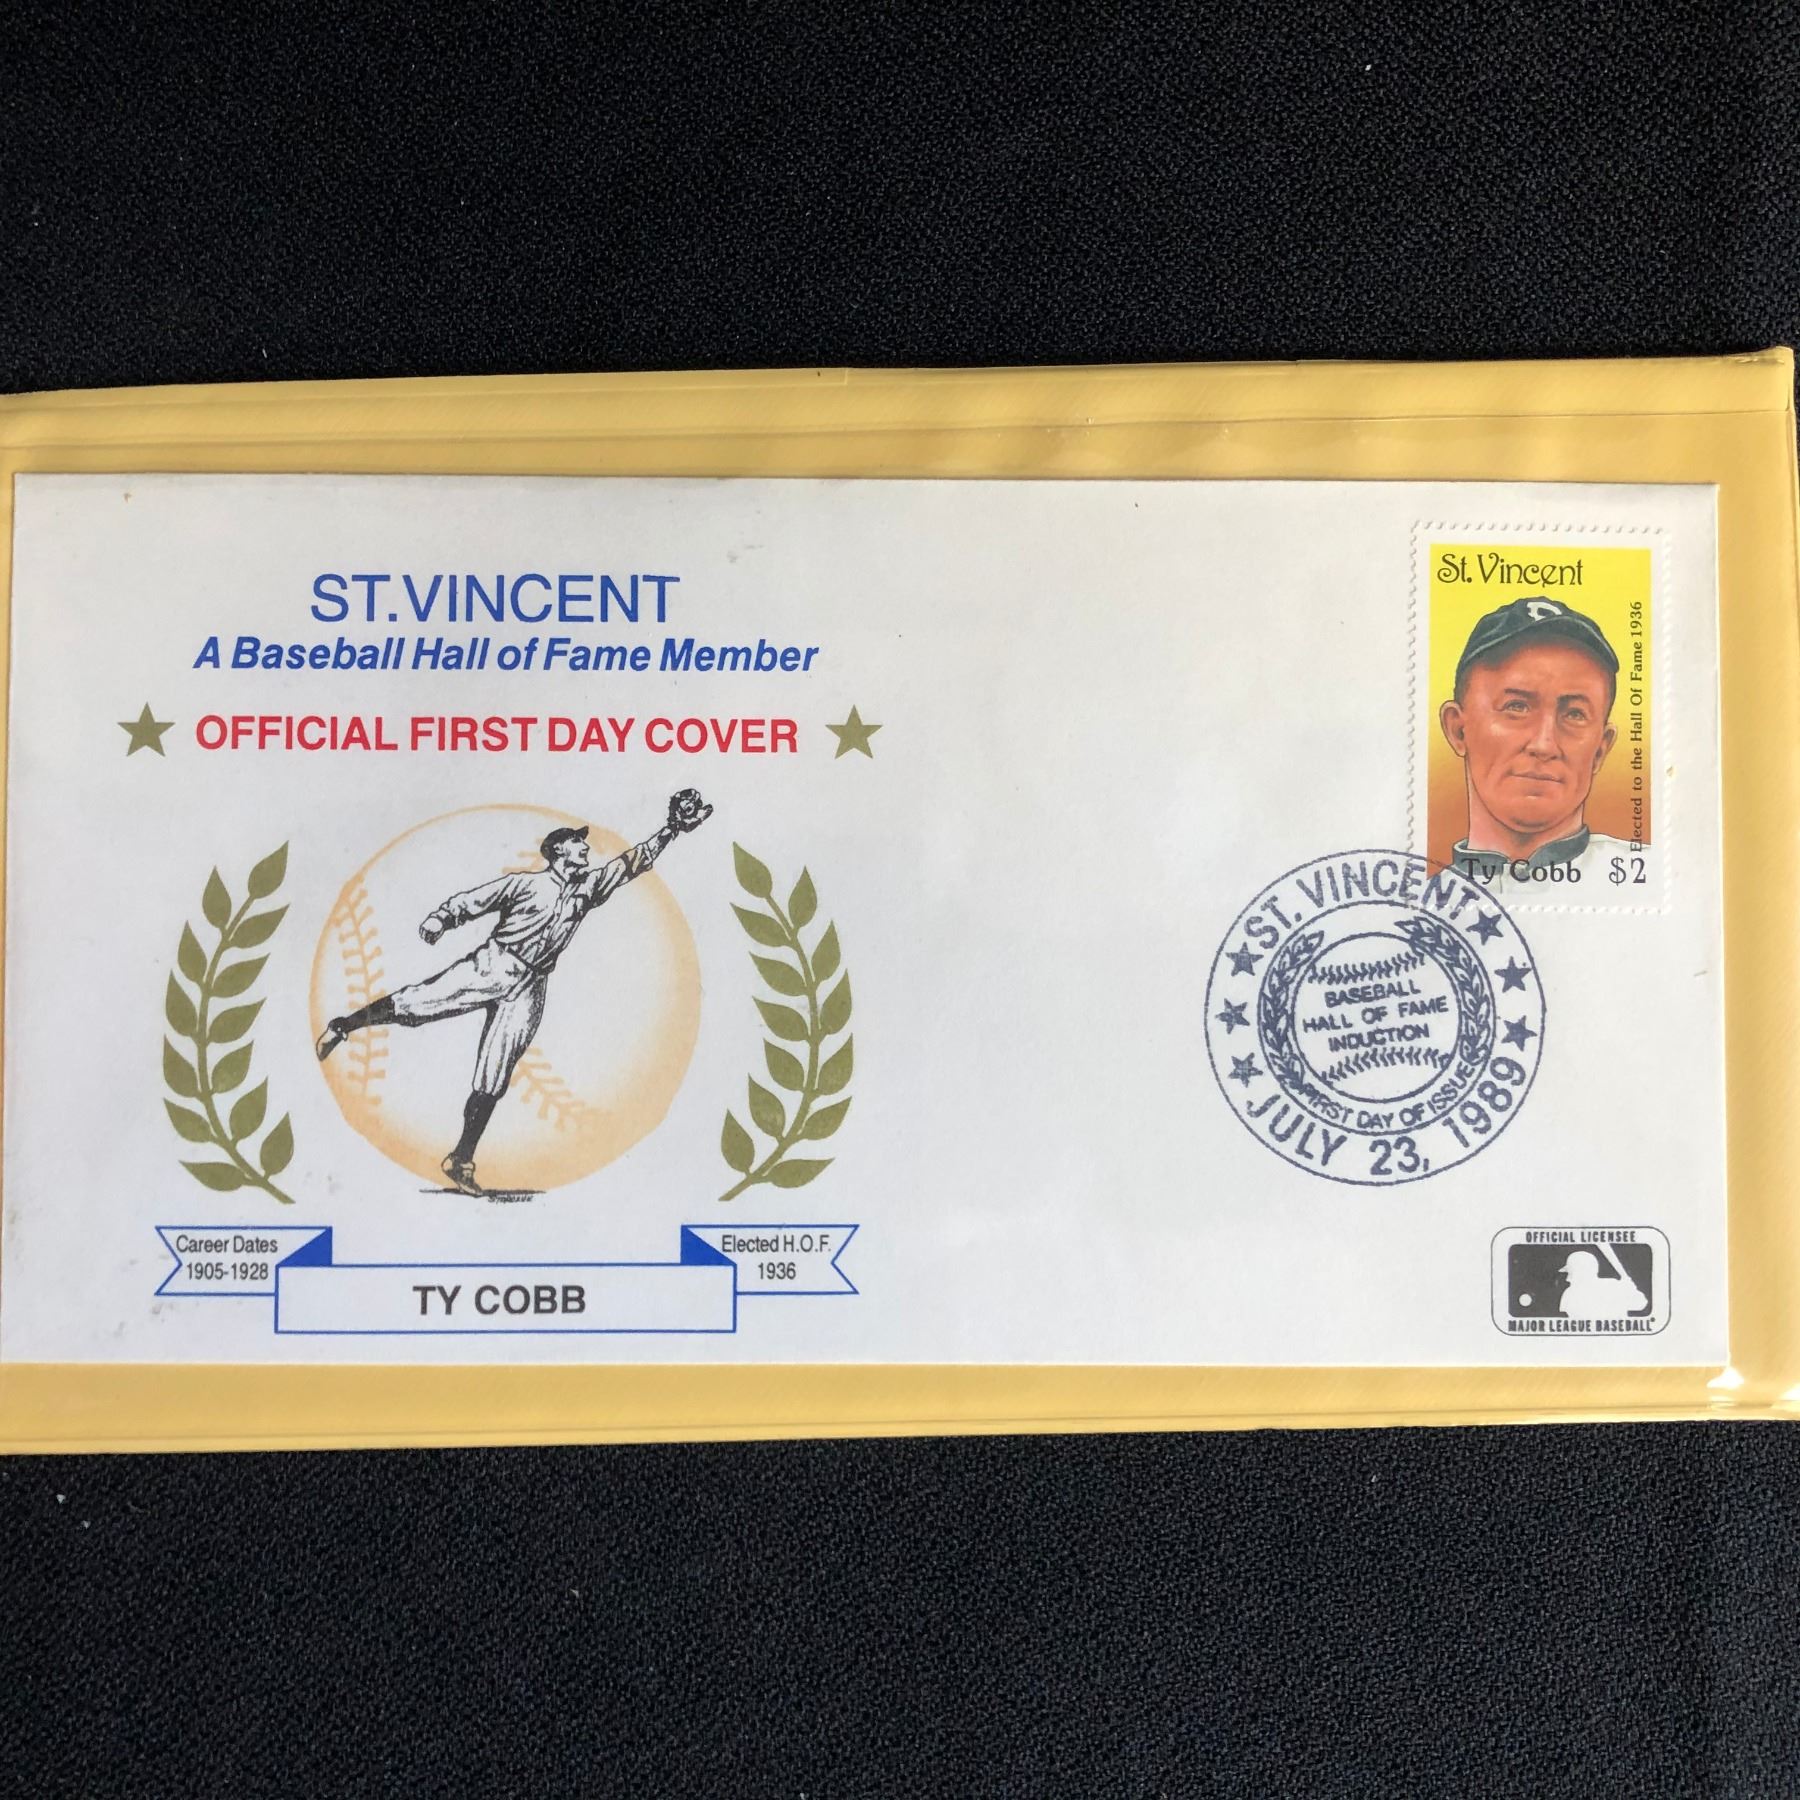 ST.VINCENT
A Baseball Hall of Fame Member
OFFICIAL FIRST DAY COVER
Career Dates
1905-1928
TY COBB
Elected H.O.F.
1936
St. Vincent
Elected to the Hall Of Fame 1936
Ty Cobb $2
ST. VINCENT
BASEBALL
HALL OF FAME
INDUCTION
FIRST DAY OF ISSUE
JULY 23, 1989
OFFICIAL LICENSEE
MAJOR LEAGUE BASEBALL